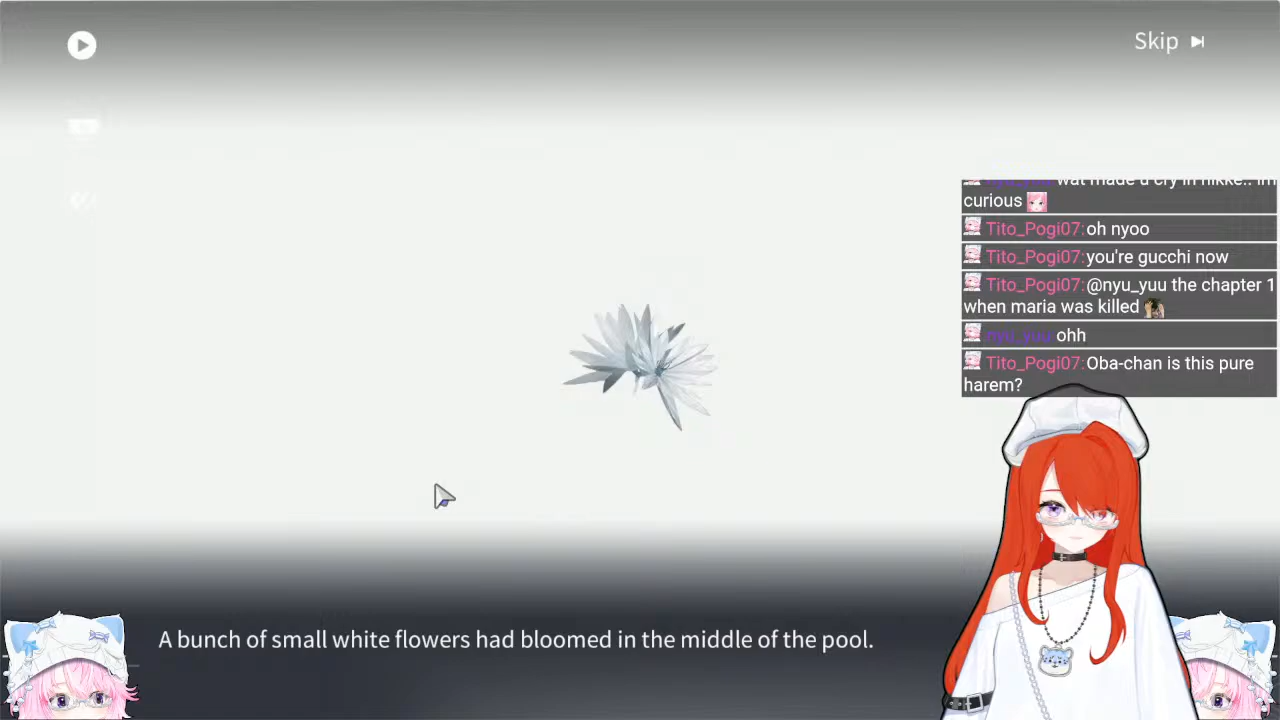 Skip
nyu_yuu wat made u cry in nikke.. im
curious
Tito_Pogi07: oh nyoo
Tito_Pogi07: you're gucchi now
Tito_Pogi07: @nyu_yuu the chapter 1
when maria was killed
nyu_yuu ohh
Tito_Pogi07: Oba-chan is this pure
harem?
A bunch of small white flowers had bloomed in the middle of the pool.